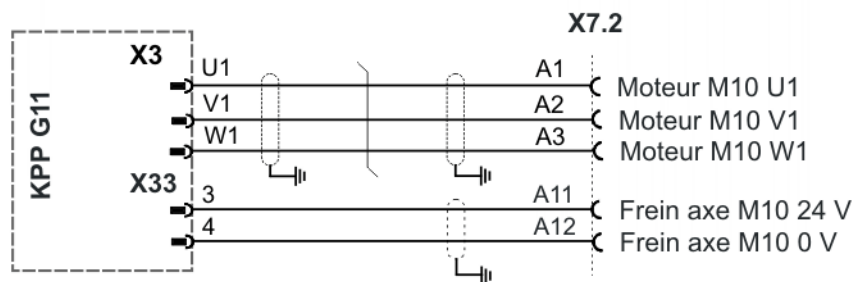 X7.2
X3
U1 A1 Moteur M10 U1
V1 A2 Moteur M10 V1
W1 A3 Moteur M10 W1
KPP G11
X33
3 A11 Frein axe M10 24 V
4 A12 Frein axe M10 0 V